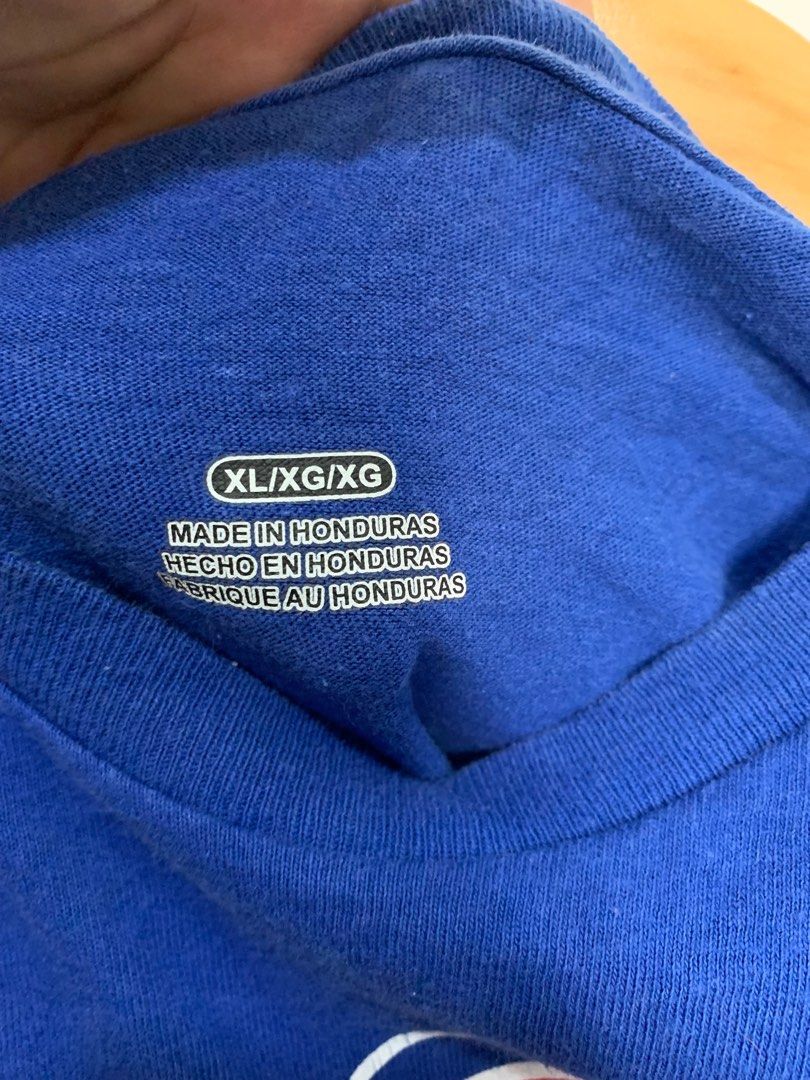 XL/XG/XG
MADE IN HONDURAS
HECHO EN HONDURAS
FABRIQUE AU HONDURAS